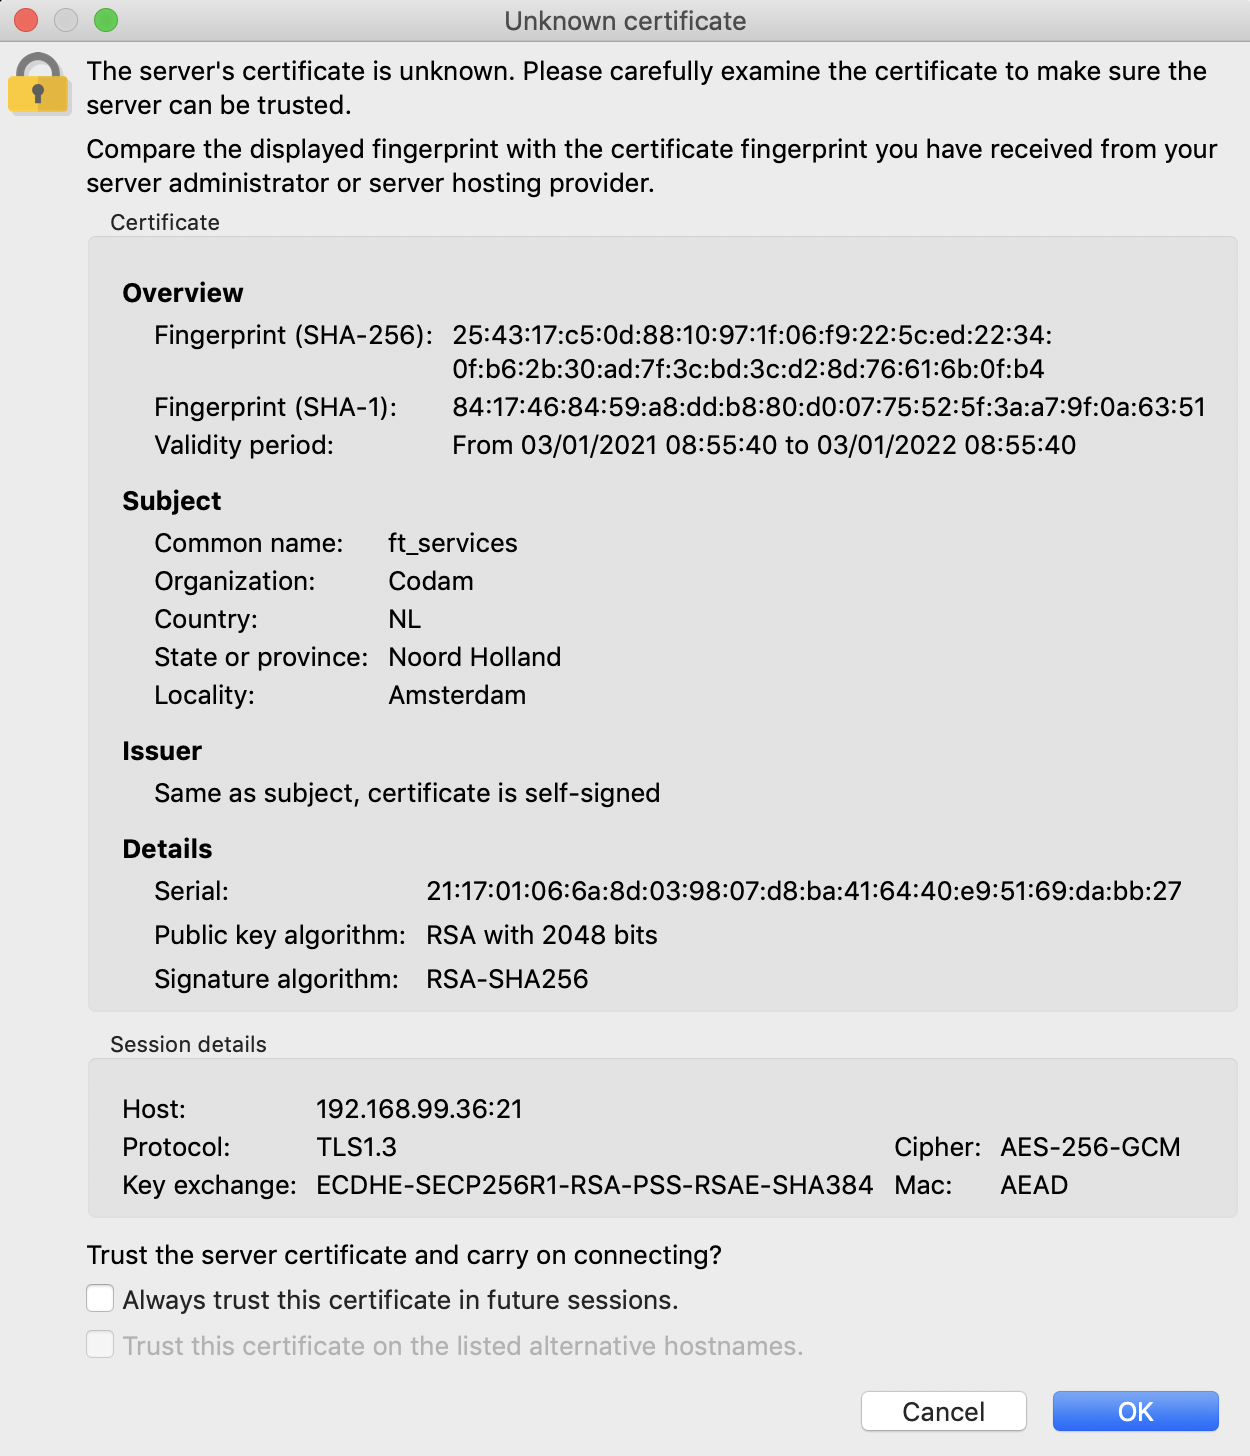 Unknown certificate
The server's certificate is unknown. Please carefully examine the certificate to make sure the
server can be trusted.
Compare the displayed fingerprint with the certificate fingerprint you have received from your
server administrator or server hosting provider.
Certificate
Overview
Fingerprint (SHA-256): 25:43:17:c5:0d:88:10:97:1f:06:f9:22:5c:ed:22:34:
0f:b6:2b:30:ad:7f:3c:bd:3c:d2:8d:76:61:6b:0f:b4
Fingerprint (SHA-1): 84:17:46:84:59:a8:dd:b8:80:d0:07:75:52:5f:3a:a7:9f:0a:63:51
Validity period: From 03/01/2021 08:55:40 to 03/01/2022 08:55:40
Subject
Common name: ft_services
Organization: Codam
Country: NL
State or province: Noord Holland
Locality: Amsterdam
Issuer
Same as subject, certificate is self-signed
Details
Serial: 21:17:01:06:6a:8d:03:98:07:d8:ba:41:64:40:e9:51:69:da:bb:27
Public key algorithm: RSA with 2048 bits
Signature algorithm: RSA-SHA256
Session details
Host: 192.168.99.36:21
Protocol: TLS1.3 Cipher: AES-256-GCM
Key exchange: ECDHE-SECP256R1-RSA-PSS-RSAE-SHA384 Mac: AEAD
Trust the server certificate and carry on connecting?
Always trust this certificate in future sessions.
Trust this certificate on the listed alternative hostnames.
Cancel OK